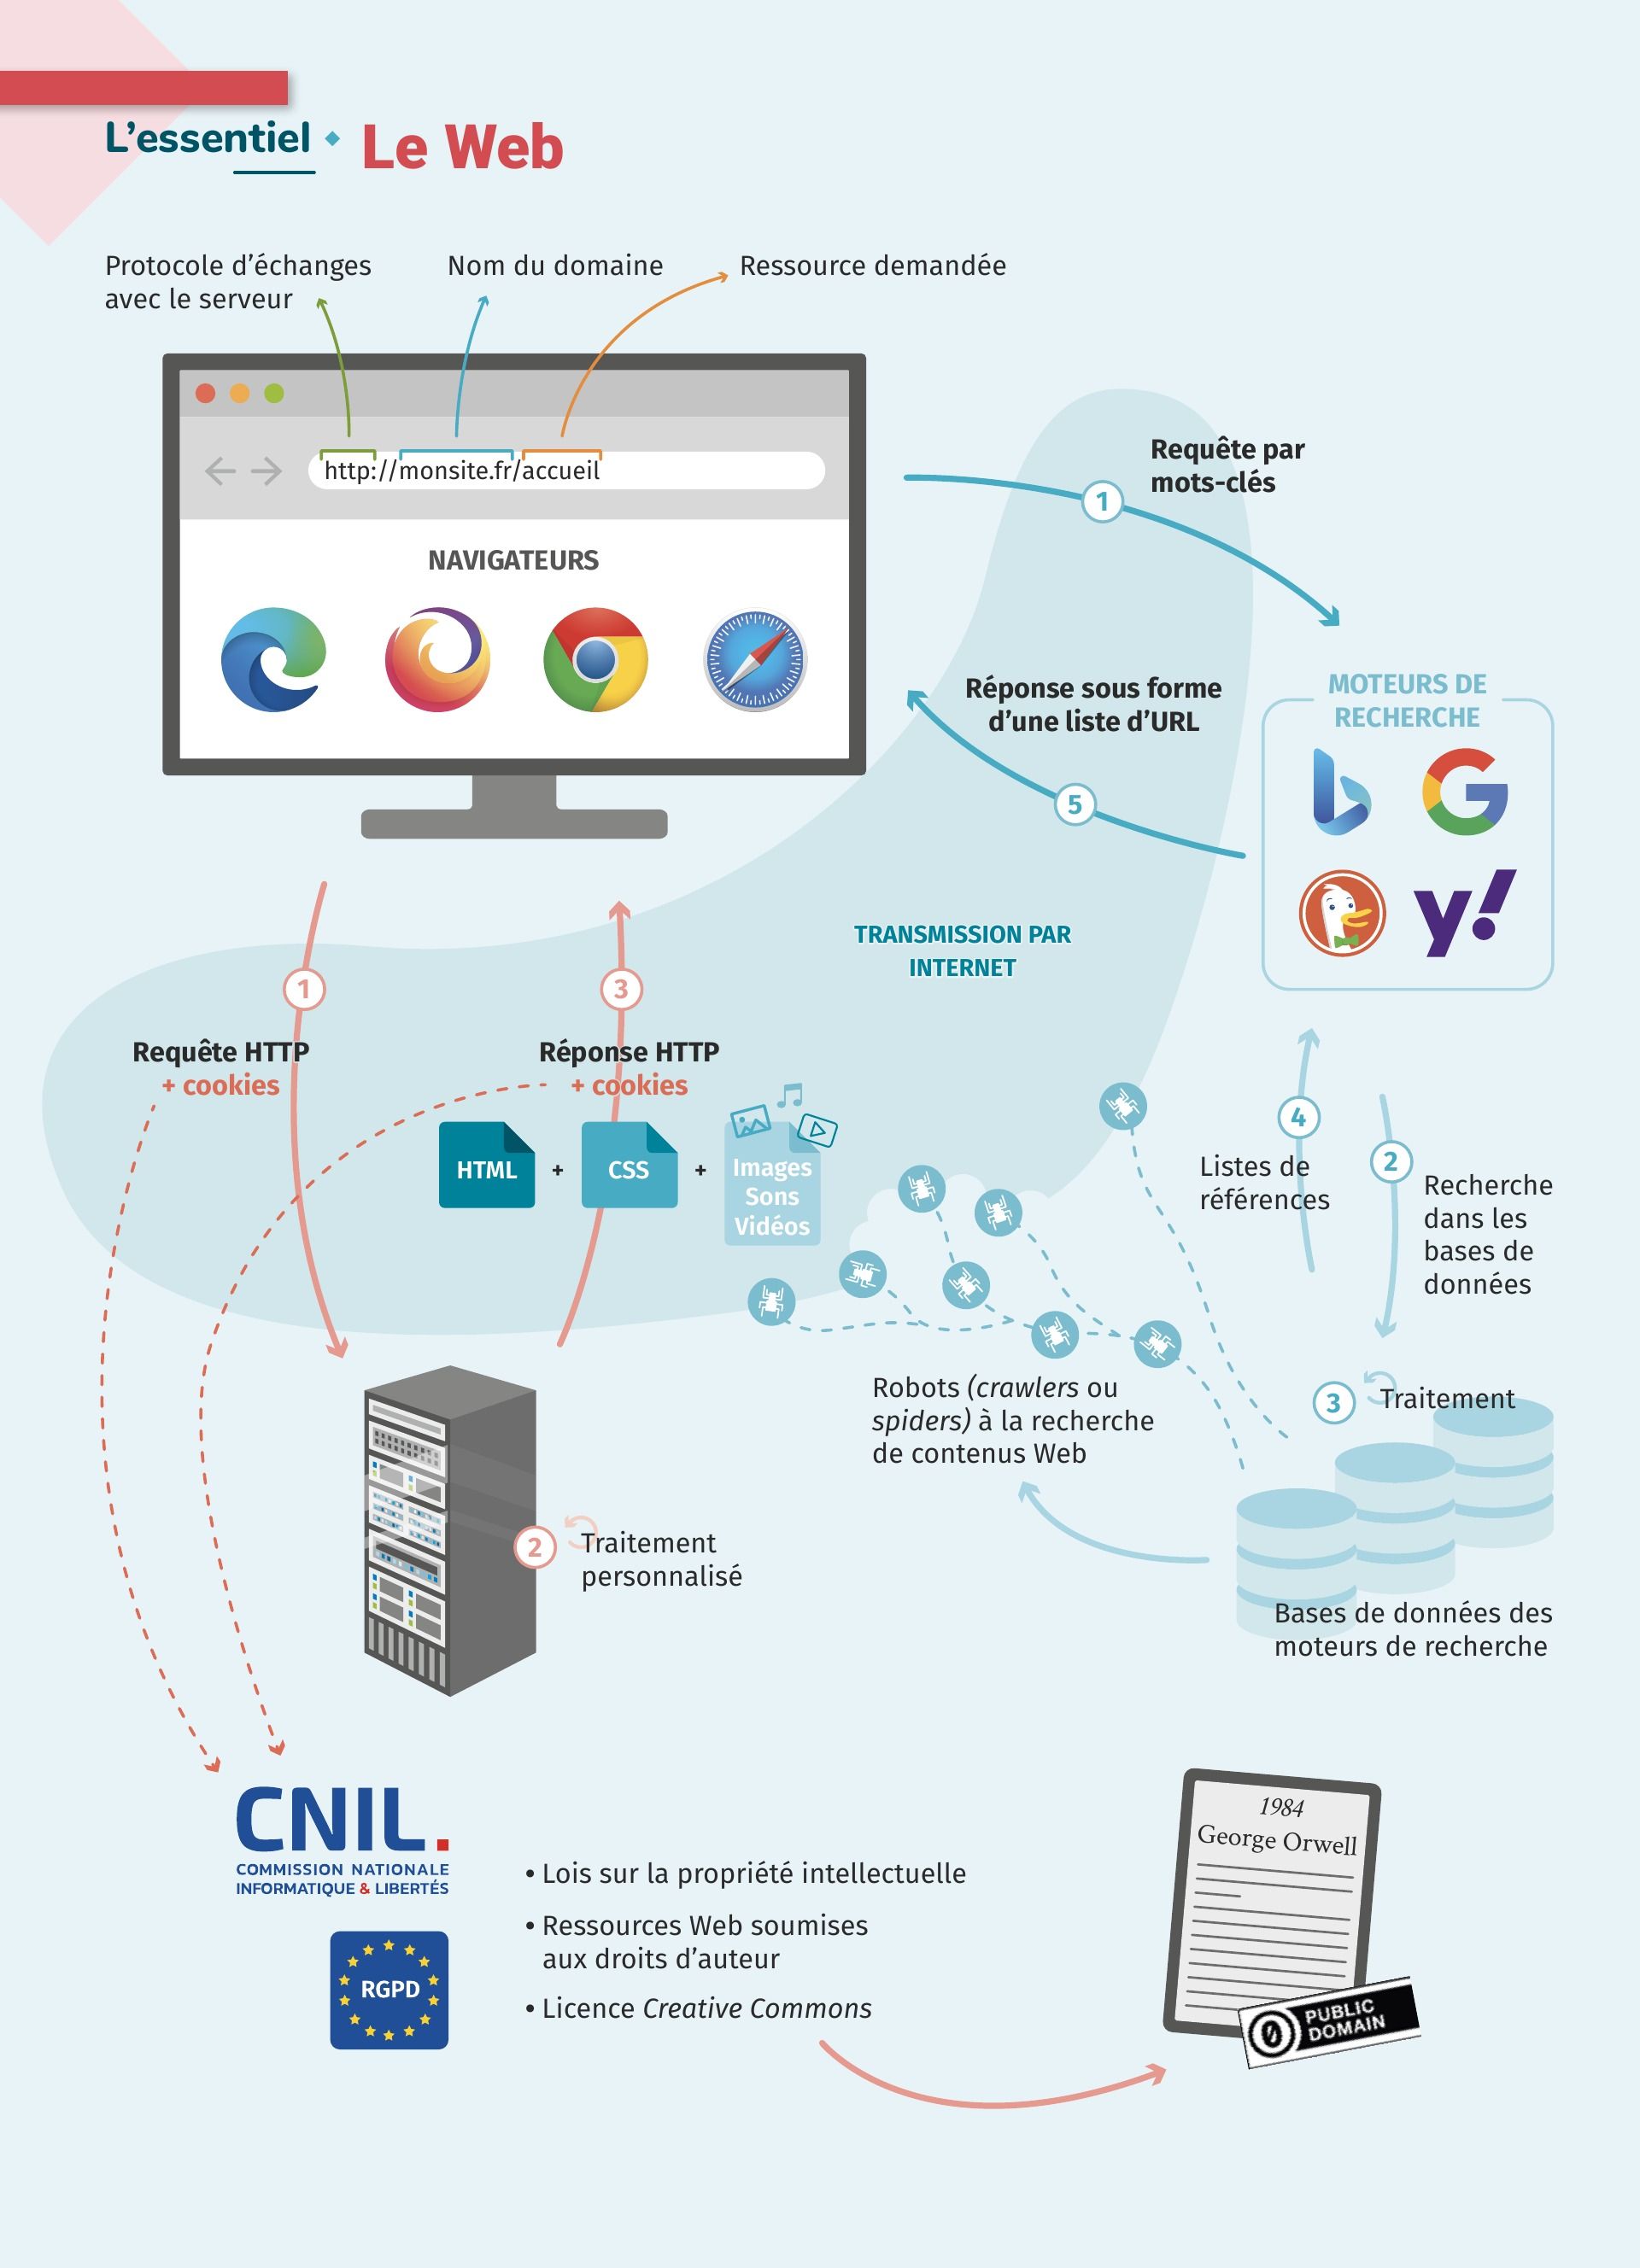 L’essentiel
Le Web
Protocole d’échanges
avec le serveur
Nom du domaine
Ressource demandée
http://monsite.fr/accueil
NAVIGATEURS
1
Requête par
mots-clés
Réponse sous forme
d’une liste d’URL
5
MOTEURS DE
RECHERCHE
y!
TRANSMISSION PAR
INTERNET
1
Requête HTTP
+ cookies
3
Réponse HTTP
+ cookies
HTML + CSS +
Images
Sons
Vidéos
4
Listes de
références
2
Recherche
dans les
bases de
données
Robots (crawlers ou
spiders) à la recherche
de contenus Web
3
Traitement
2
Traitement
personnalisé
Bases de données des
moteurs de recherche
CNIL.
COMMISSION NATIONALE
INFORMATIQUE & LIBERTÉS
RGPD
• Lois sur la propriété intellectuelle
• Ressources Web soumises
aux droits d’auteur
• Licence Creative Commons
1984
George Orwell
0
PUBLIC
DOMAIN